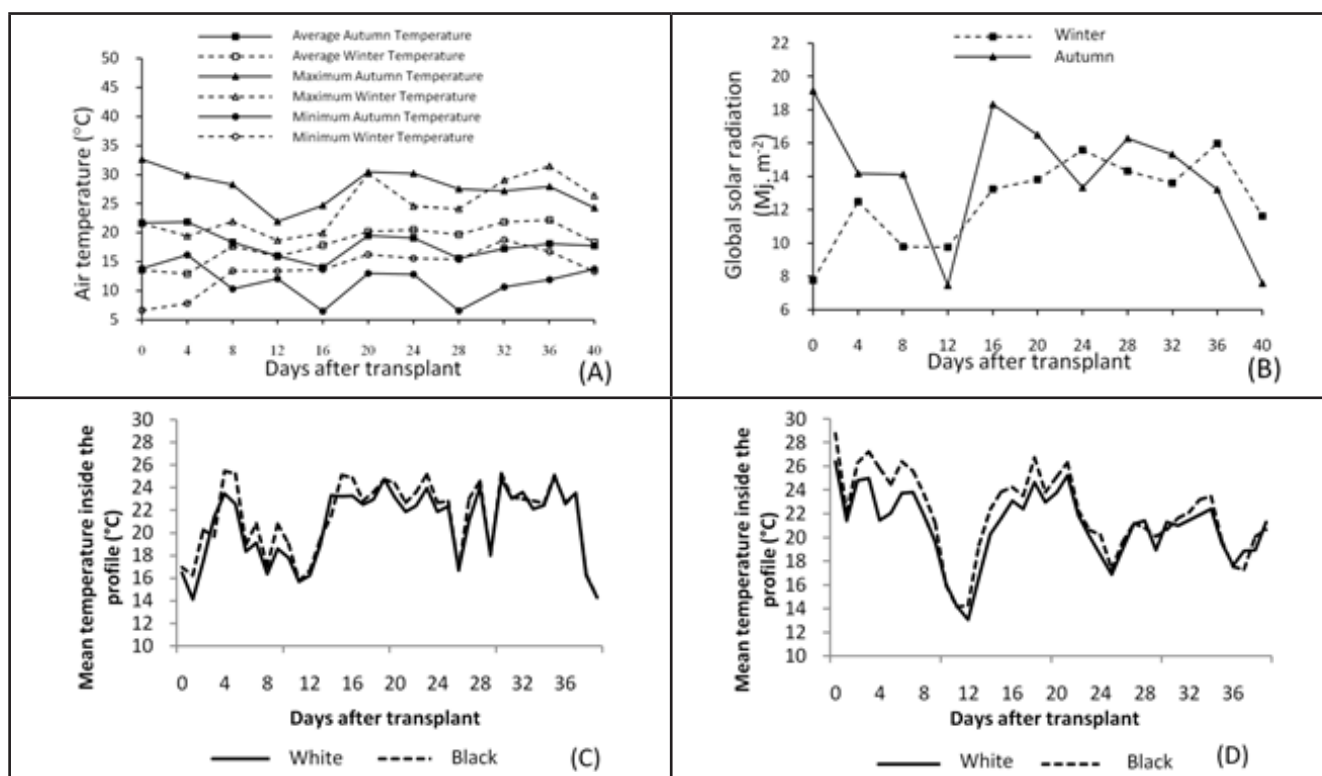 Average Autumn Temperature
Average Winter Temperature
Maximum Autumn Temperature
Maximum Winter Temperature
Minimum Autumn Temperature
Minimum Winter Temperature
Air temperature (°C)
50
45
40
35
30
25
20
15
10
5
0 4 8 12 16 20 24 28 32 36 40
Days after transplant
(A)
Winter
Autumn
Global solar radiation
(Mj. m-2)
22
20
18
16
14
12
10
8
6
0 4 8 12 16 20 24 28 32 36 40
Days after transplant
(B)
Mean temperature inside the
profile (°C)
30
28
26
24
22
20
18
16
14
12
10
0 4 8 12 16 20 24 28 32 36
Days after transplant
White Black
(C)
Mean temperature inside the
profile (°C)
30
28
26
24
22
20
18
16
14
12
10
0 4 8 12 16 20 24 28 32 36
Days after transplant
White Black
(D)